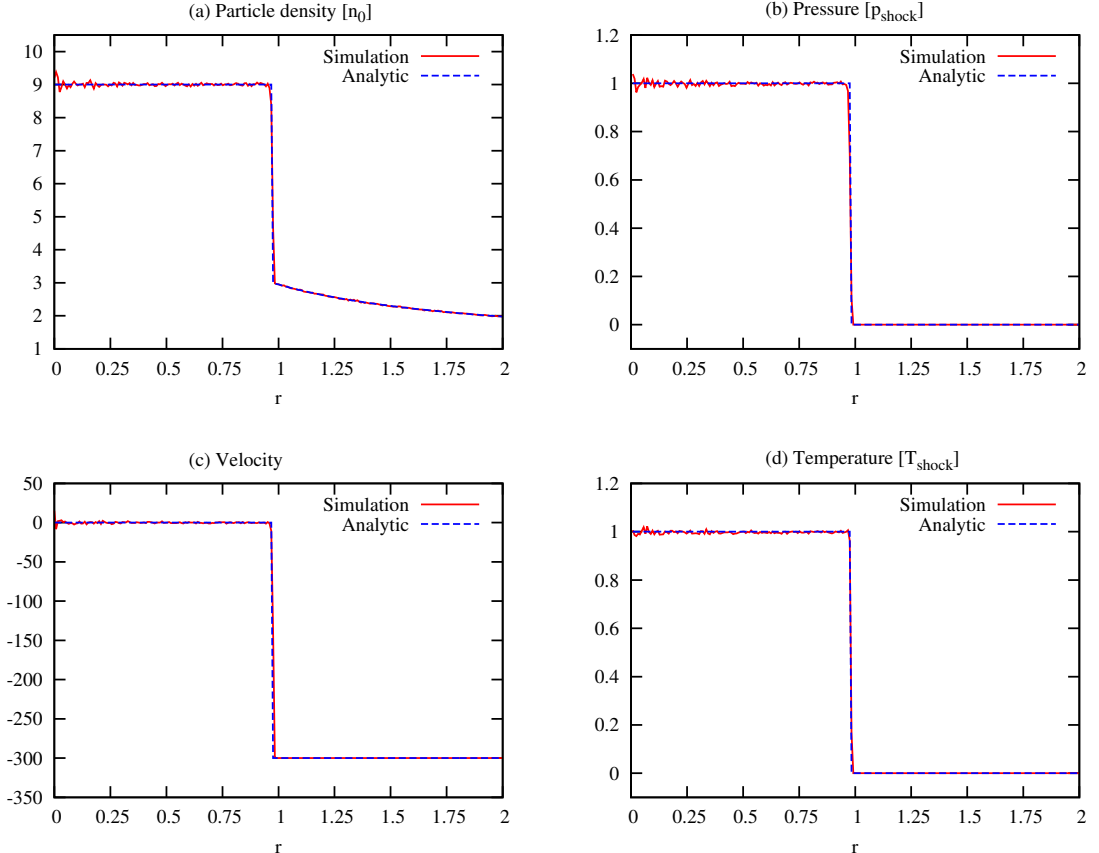 (a) Particle density [n0]
Simulation
Analytic
10
9
8
7
6
5
4
3
2
1
0 0.25 0.5 0.75 1 1.25 1.5 1.75 2
r
(b) Pressure [pshock]
Simulation
Analytic
1.2
1
0.8
0.6
0.4
0.2
0
0 0.25 0.5 0.75 1 1.25 1.5 1.75 2
r
(c) Velocity
Simulation
Analytic
50
0
-50
-100
-150
-200
-250
-300
-350
0 0.25 0.5 0.75 1 1.25 1.5 1.75 2
r
(d) Temperature [Tshock]
Simulation
Analytic
1.2
1
0.8
0.6
0.4
0.2
0
0 0.25 0.5 0.75 1 1.25 1.5 1.75 2
r